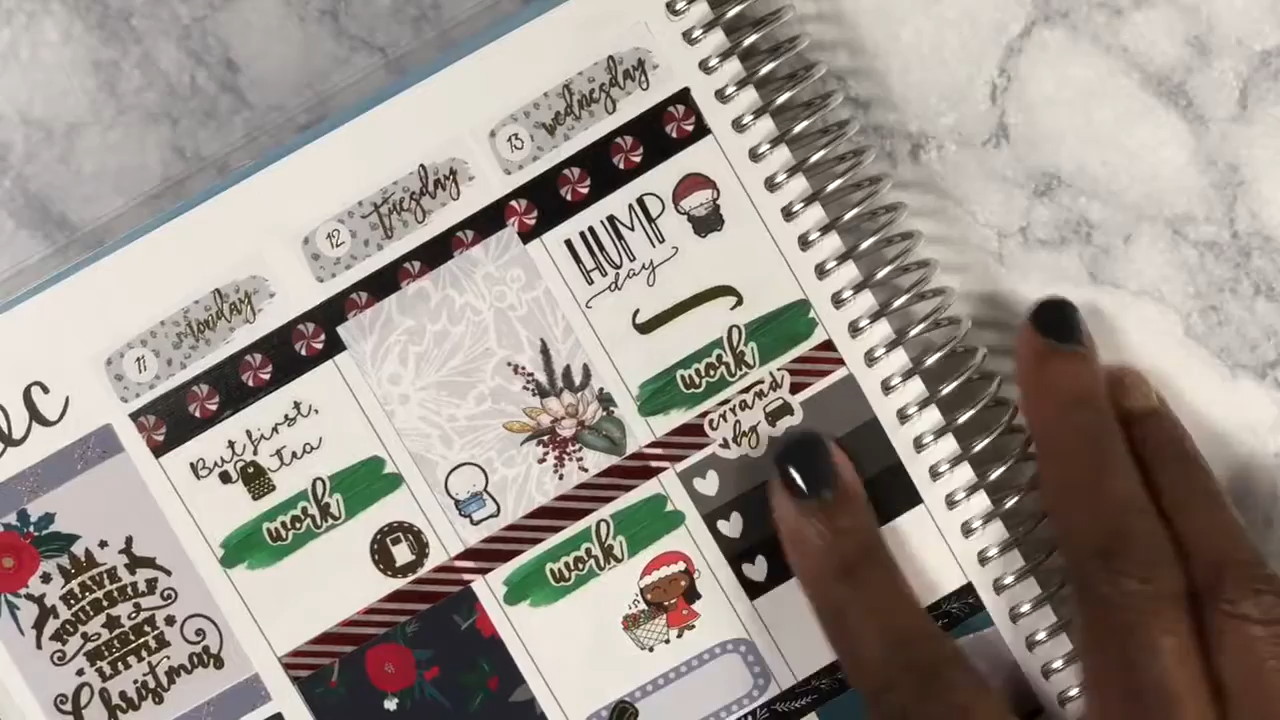 11 monday
12 tuesday
13 wednesday
But first,
tea
work
HUMP
day
work
errand
work
HAVE
YOURSELF
A
MERRY
LITTLE
Christmas